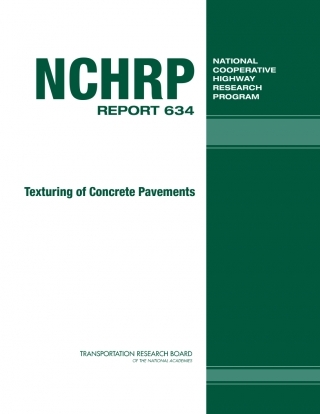 NCHRP
REPORT 634
NATIONAL
COOPERATIVE
HIGHWAY
RESEARCH
PROGRAM
Texturing of Concrete Pavements
TRANSPORTATION RESEARCH BOARD
OF THE NATIONAL ACADEMIES